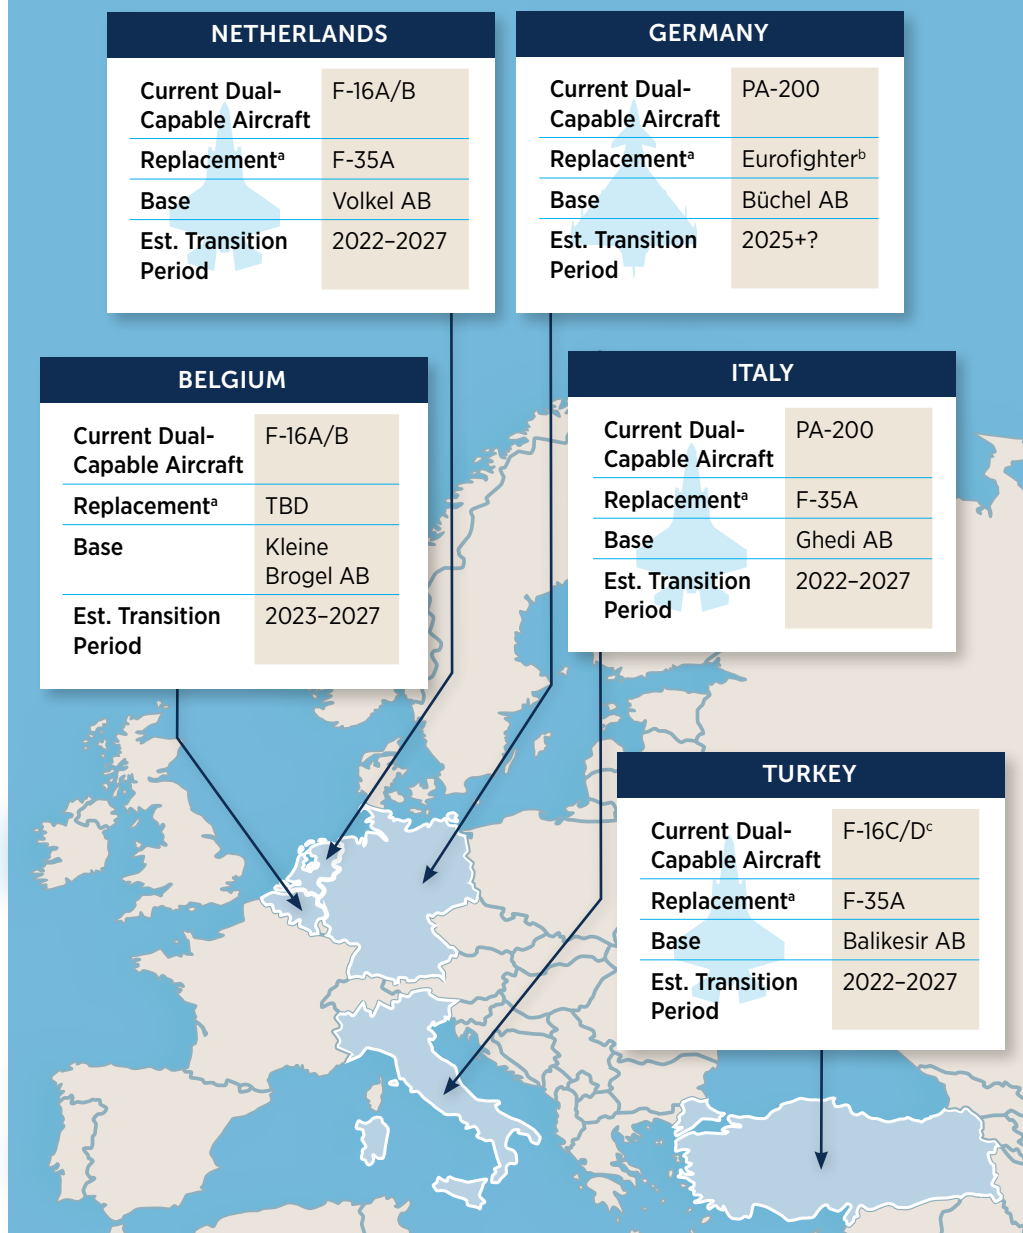 NETHERLANDS
Current Dual-
Capable Aircraft
F-16A/B
Replacementᵃ
F-35A
Base
Volkel AB
Est. Transition
Period
2022–2027
GERMANY
Current Dual-
Capable Aircraft
PA-200
Replacementᵃ
Eurofighterᵇ
Base
Büchel AB
Est. Transition
Period
2025+?
BELGIUM
Current Dual-
Capable Aircraft
F-16A/B
Replacementᵃ
TBD
Base
Kleine
Brogel AB
Est. Transition
Period
2023–2027
ITALY
Current Dual-
Capable Aircraft
PA-200
Replacementᵃ
F-35A
Base
Ghedi AB
Est. Transition
Period
2022–2027
TURKEY
Current Dual-
Capable Aircraft
F-16C/Dᶜ
Replacementᵃ
F-35A
Base
Balikesir AB
Est. Transition
Period
2022–2027